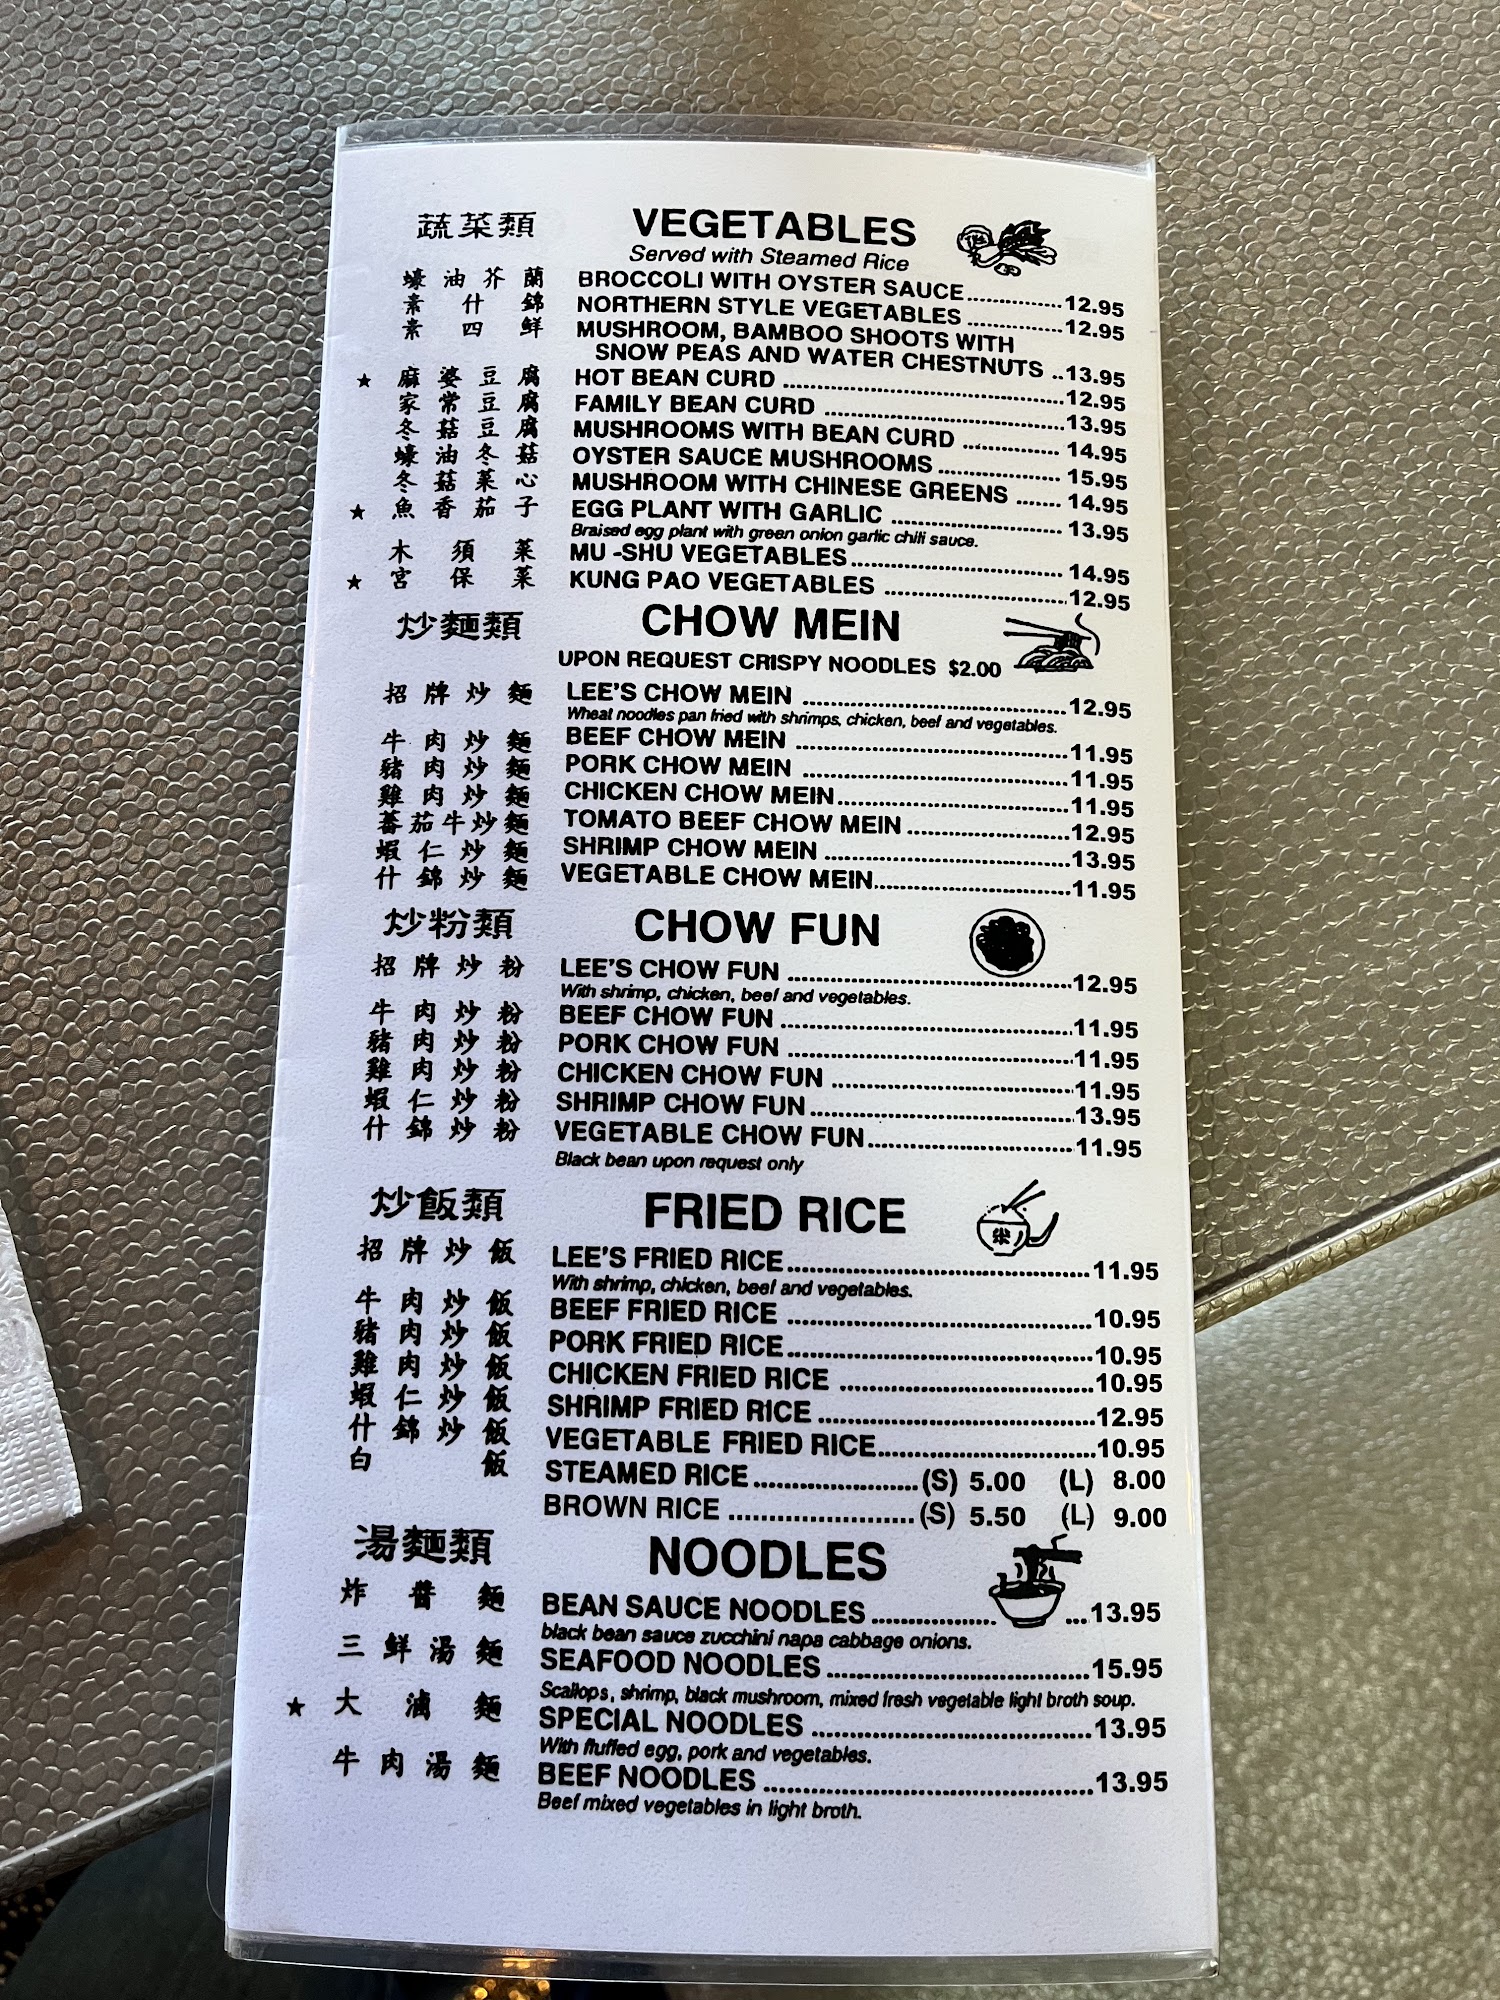 蔬菜類 VEGETABLES
Served with Steamed Rice
蠔油芥蘭 BROCCOLI WITH OYSTER SAUCE..............12.95
素什錦 NORTHERN STYLE VEGETABLES..............12.95
素四鮮 MUSHROOM, BAMBOO SHOOTS WITH
SNOW PEAS AND WATER CHESTNUTS ..13.95
★ 麻婆豆腐 HOT BEAN CURD ..............12.95
家常豆腐 FAMILY BEAN CURD ..............13.95
冬菇豆腐 MUSHROOMS WITH BEAN CURD ..............14.95
蠔油冬菇 OYSTER SAUCE MUSHROOMS ..............15.95
冬菇菜心 MUSHROOM WITH CHINESE GREENS .......14.95
★ 魚香茄子 EGG PLANT WITH GARLIC ..............13.95
Braised egg plant with green onion garlic chili sauce.
木須菜 MU -SHU VEGETABLES..............14.95
★ 宮保菜 KUNG PAO VEGETABLES ..............12.95
炒麵類 CHOW MEIN
UPON REQUEST CRISPY NOODLES $2.00
招牌炒麵 LEE'S CHOW MEIN ..............12.95
Wheat noodles pan fried with shrimps, chicken, beef and vegetables.
牛肉炒麵 BEEF CHOW MEIN ..............11.95
豬肉炒麵 PORK CHOW MEIN ..............11.95
雞肉炒麵 CHICKEN CHOW MEIN..............11.95
蕃茄牛炒麵 TOMATO BEEF CHOW MEIN ..............12.95
蝦仁炒麵 SHRIMP CHOW MEIN ..............13.95
什錦炒麵 VEGETABLE CHOW MEIN..............11.95
炒粉類 CHOW FUN
招牌炒粉 LEE'S CHOW FUN ..............12.95
With shrimp, chicken, beef and vegetables.
牛肉炒粉 BEEF CHOW FUN ..............11.95
豬肉炒粉 PORK CHOW FUN ..............11.95
雞肉炒粉 CHICKEN CHOW FUN ..............11.95
蝦仁炒粉 SHRIMP CHOW FUN..............13.95
什錦炒粉 VEGETABLE CHOW FUN..............11.95
Black bean upon request only
炒飯類 FRIED RICE
米
招牌炒飯 LEE'S FRIED RICE..............11.95
With shrimp, chicken, beef and vegetables.
牛肉炒飯 BEEF FRIED RICE ..............10.95
豬肉炒飯 PORK FRIED RICE..............10.95
雞肉炒飯 CHICKEN FRIED RICE ..............10.95
蝦仁炒飯 SHRIMP FRIED RICE ..............12.95
什錦炒飯 VEGETABLE FRIED RICE..............10.95
白飯 STEAMED RICE..............(S) 5.00 (L) 8.00
BROWN RICE ..............(S) 5.50 (L) 9.00
湯麵類 NOODLES
炸醬麵 BEAN SAUCE NOODLES .............. ...13.95
black bean sauce zucchini napa cabbage onions.
三鮮湯麵 SEAFOOD NOODLES ..............15.95
Scallops, shrimp, black mushroom, mixed fresh vegetable light broth soup.
★ 大滷麵 SPECIAL NOODLES ..............13.95
With fluffed egg, pork and vegetables.
牛肉湯麵 BEEF NOODLES ..............13.95
Beef mixed vegetables in light broth.